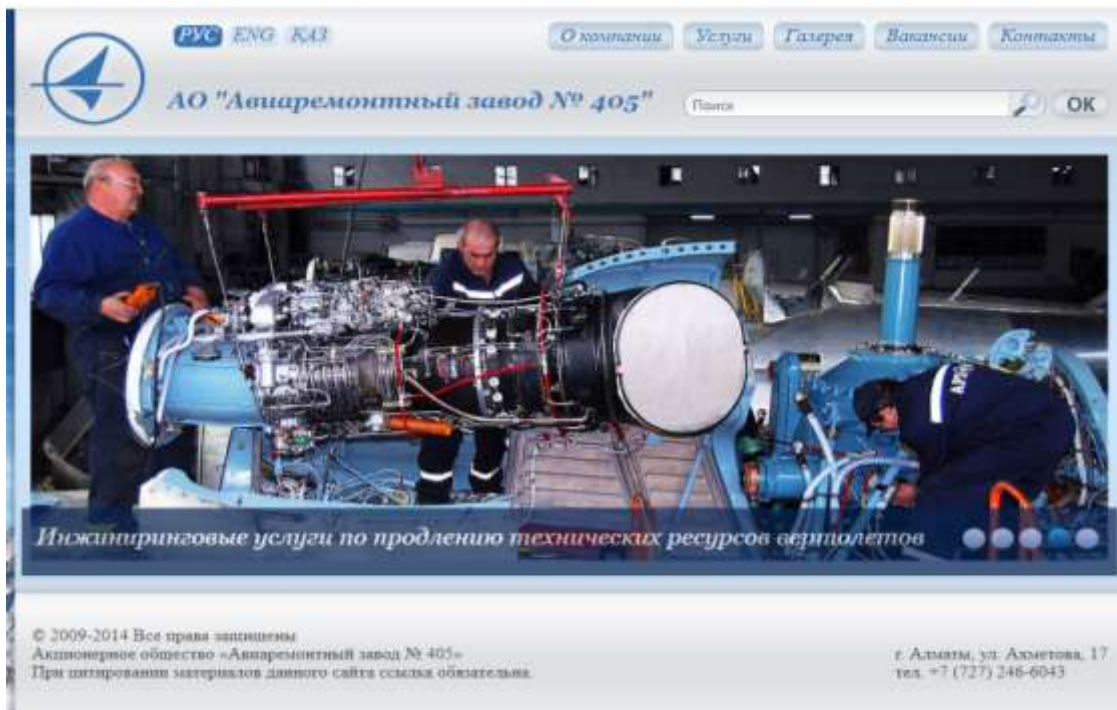 РУС ENG ҚАЗ
О компании Услуги Галерея Вакансии Контакты
АО "Авиаремонтный завод № 405"
Поиск OK
Инжиниринговые услуги по продлению технических ресурсов вертолетов
© 2009-2014 Все права защищены
Акционерное общество «Авиаремонтный завод № 405»
При цитировании материалов данного сайта ссылка обязательна.
г. Алматы, ул. Ахметова, 17
тел. +7 (727) 246-6043